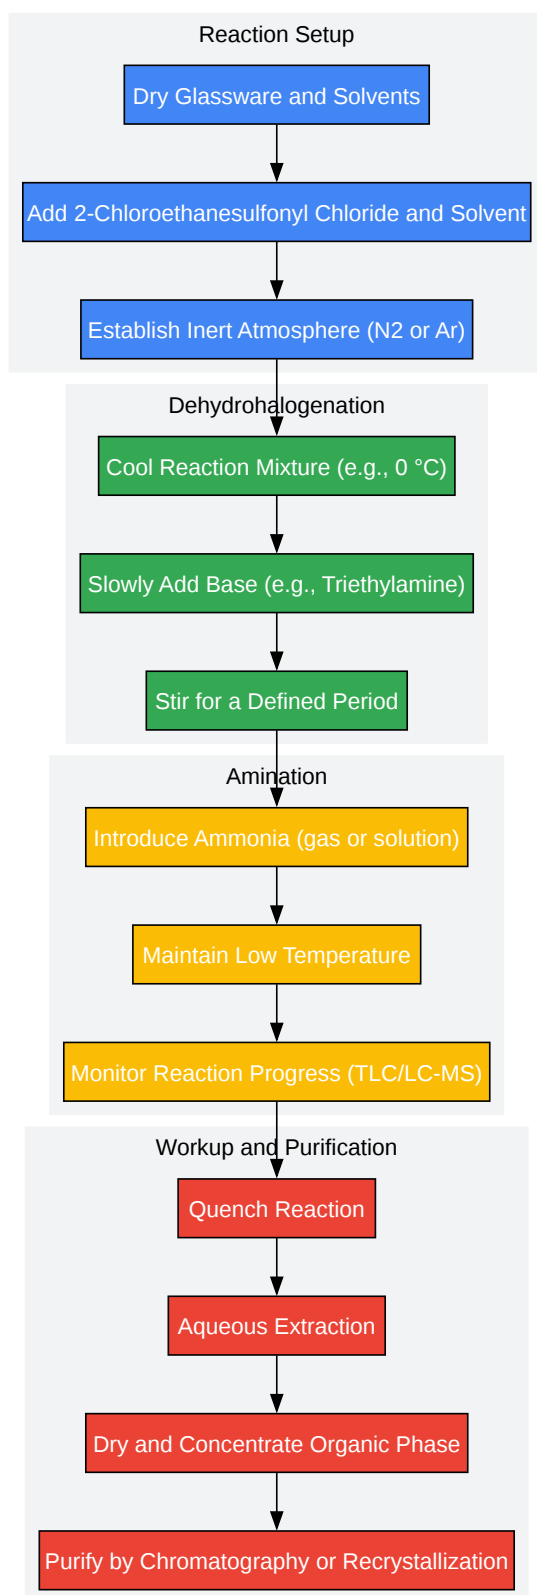 Reaction Setup
Dry Glassware and Solvents
Add 2-Chloroethanesulfonyl Chloride and Solvent
Establish Inert Atmosphere (N2 or Ar)
Dehydrohalogenation
Cool Reaction Mixture (e.g., 0 °C)
Slowly Add Base (e.g., Triethylamine)
Stir for a Defined Period
Amination
Introduce Ammonia (gas or solution)
Maintain Low Temperature
Monitor Reaction Progress (TLC/LC-MS)
Workup and Purification
Quench Reaction
Aqueous Extraction
Dry and Concentrate Organic Phase
Purify by Chromatography or Recrystallization